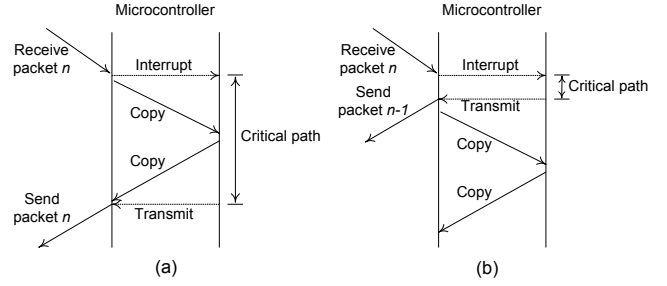 Microcontroller
Receive
packet n
Interrupt
Copy
Critical path
Copy
Send
packet n
Transmit
(a)
Microcontroller
Receive
packet n
Interrupt
Critical path
Send
packet n-1
Transmit
Copy
Copy
(b)